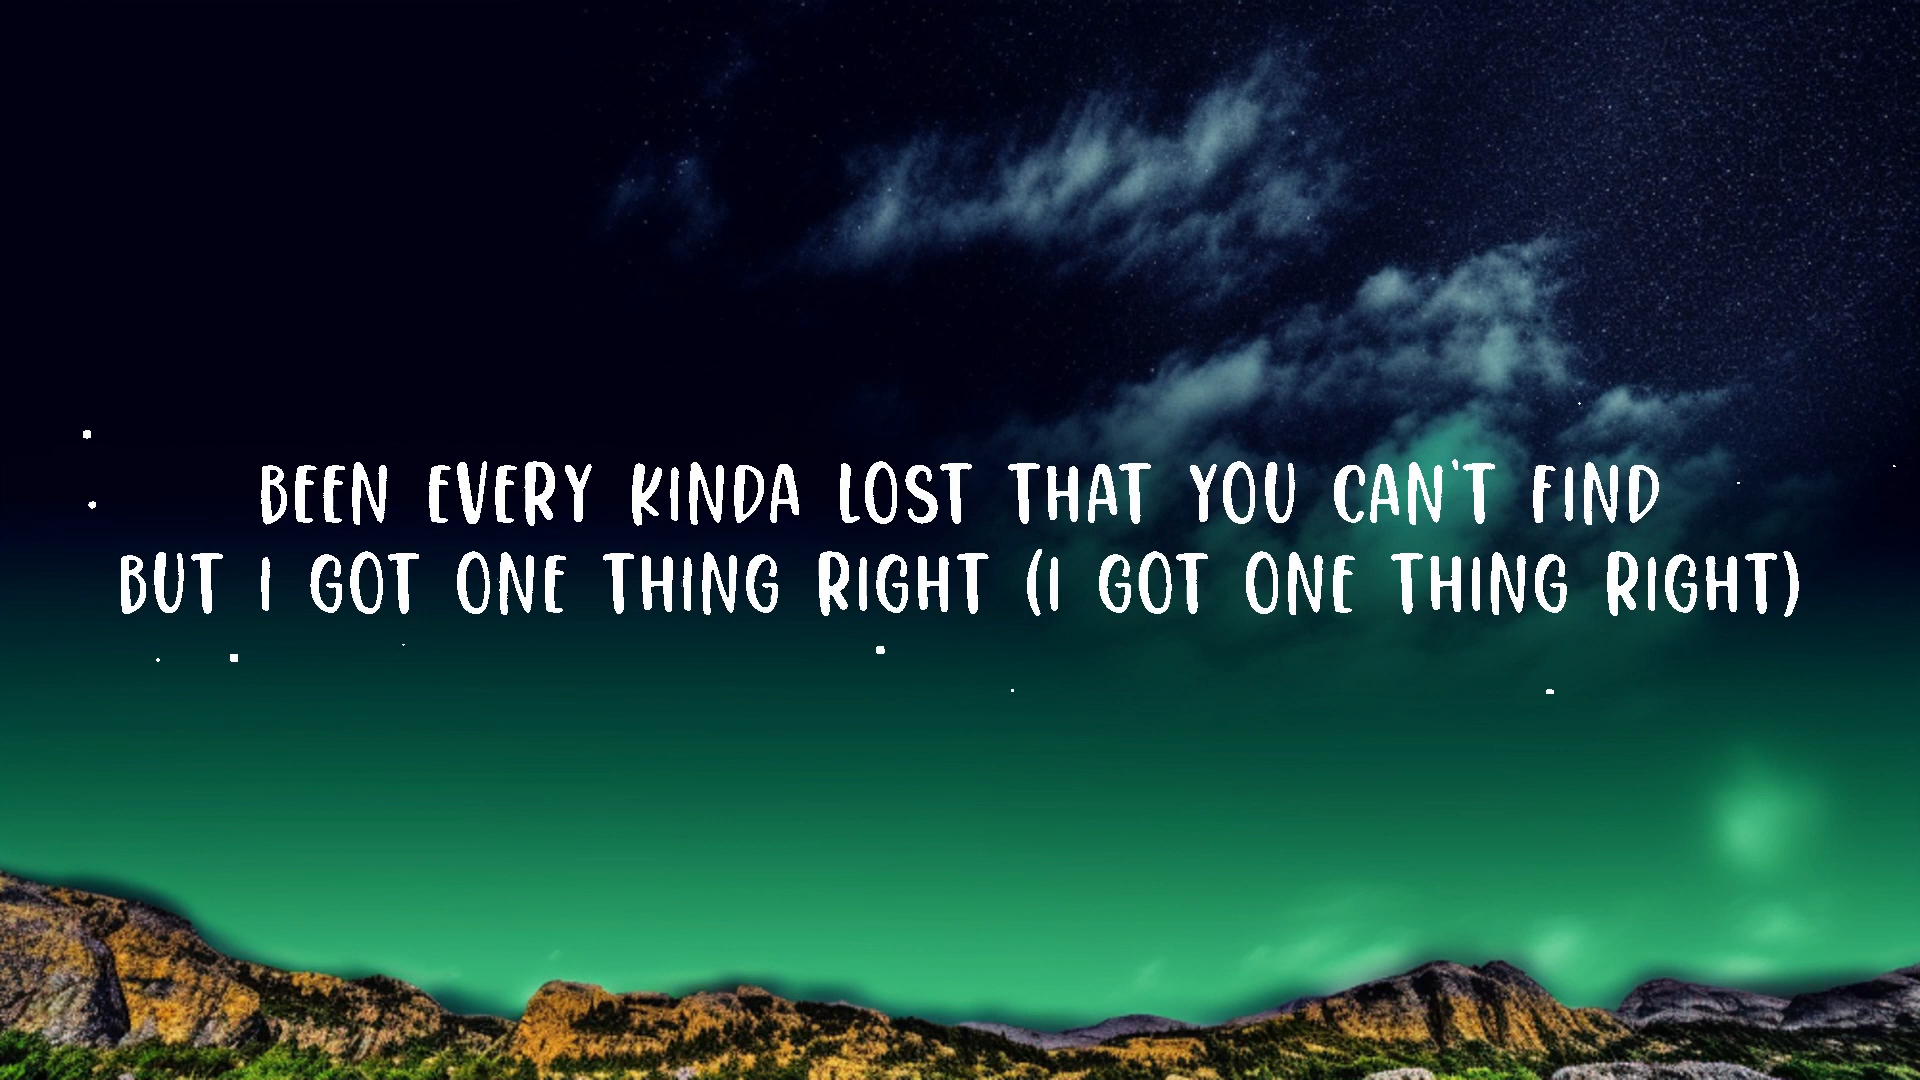 BEEN EVERY KINDA LOST THAT YOU CAN'T FIND
BUT I GOT ONE THING RIGHT (I GOT ONE THING RIGHT)